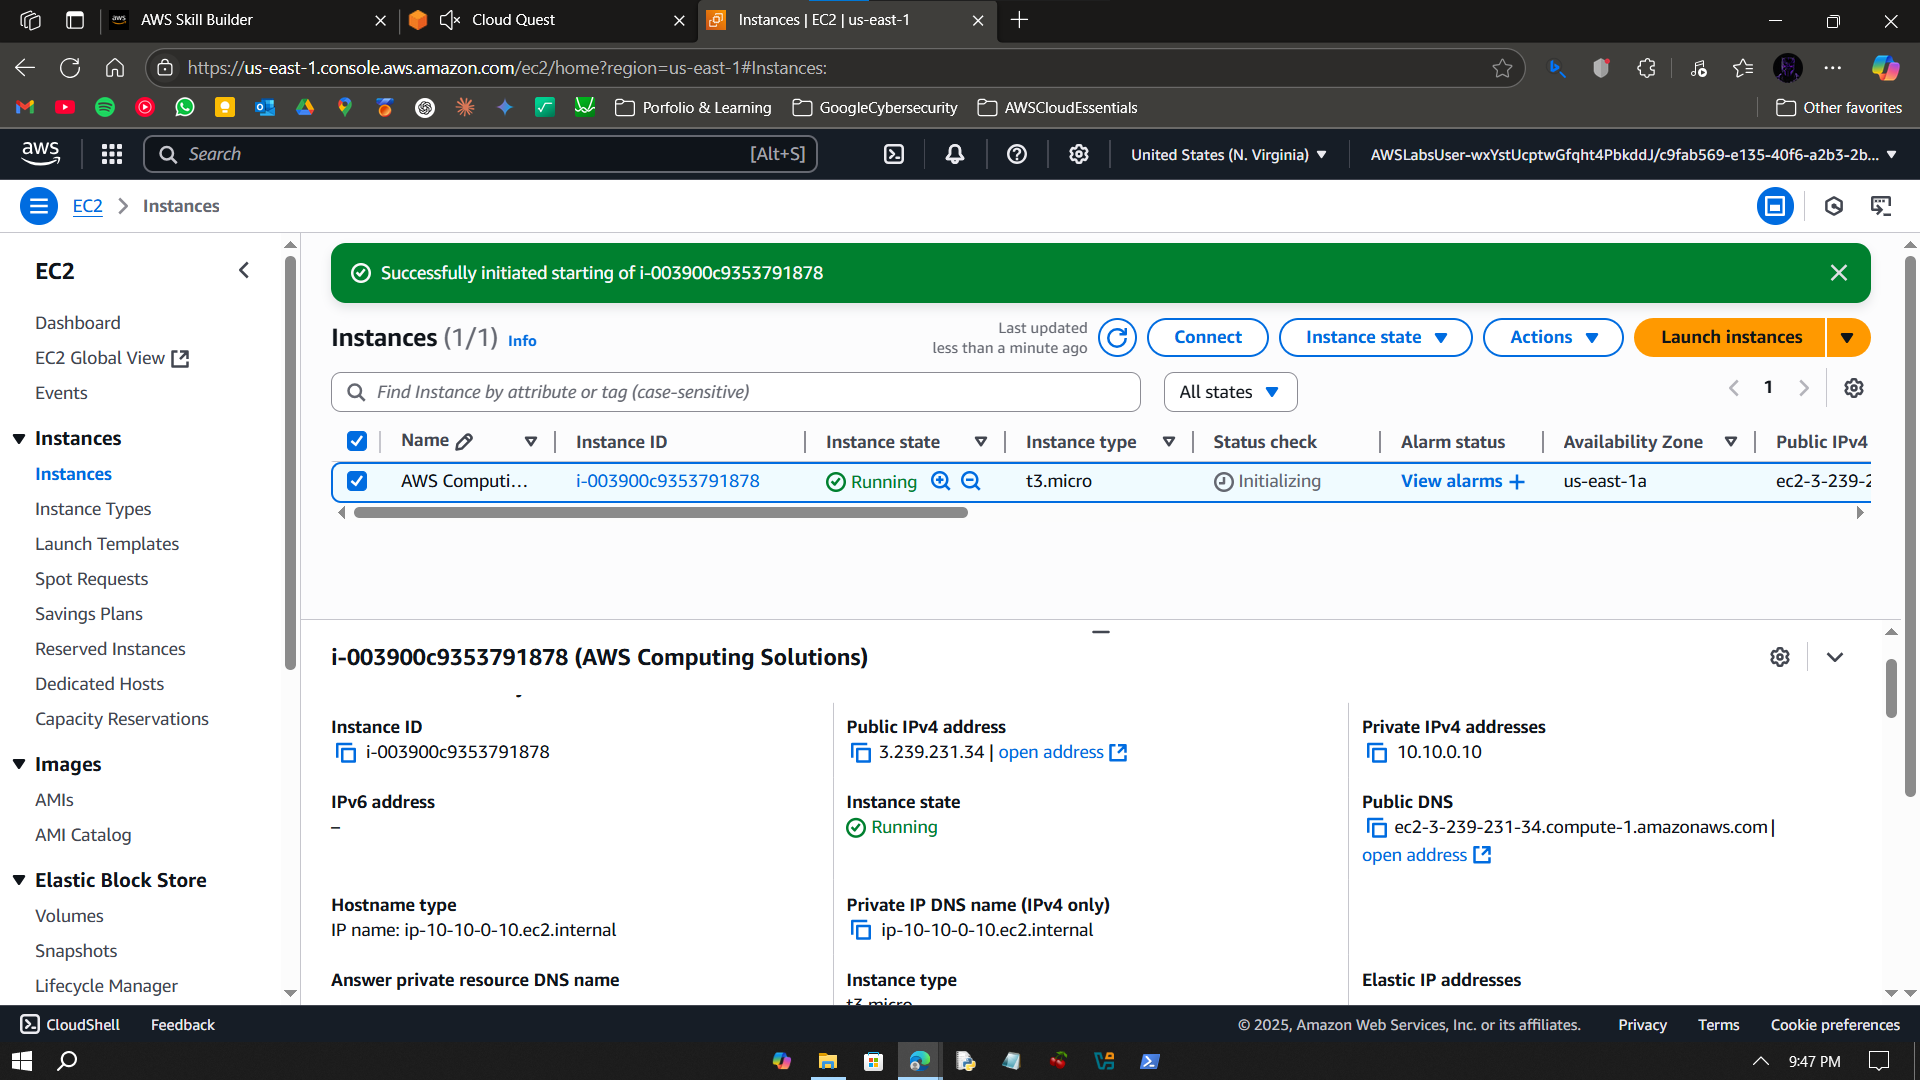 AWS Skill Builder
Cloud Quest
Instances | EC2 | us-east-1
https://us-east-1.console.aws.amazon.com/ec2/home?region=us-east-1#Instances:
Porfolio & Learning
GoogleCybersecurity
AWSCloudEssentials
Other favorites
aws
Search
[Alt+S]
United States (N. Virginia)
AWSLabsUser-wxYstUcptwGfqht4PbkddJ/c9fab569-e135-40f6-a2b3-2b...
EC2
Instances
EC2
Dashboard
EC2 Global View
Events
Instances
Instances
Instance Types
Launch Templates
Spot Requests
Savings Plans
Reserved Instances
Dedicated Hosts
Capacity Reservations
Images
AMIs
AMI Catalog
Elastic Block Store
Volumes
Snapshots
Lifecycle Manager
Successfully initiated starting of i-003900c9353791878
Instances (1/1) Info
Last updated
less than a minute ago
Connect
Instance state
Actions
Launch instances
Find Instance by attribute or tag (case-sensitive)
All states
1
Name
Instance ID
Instance state
Instance type
Status check
Alarm status
Availability Zone
Public IPv4
AWS Computi...
i-003900c9353791878
Running
t3.micro
Initializing
View alarms +
us-east-1a
ec2-3-239-2
i-003900c9353791878 (AWS Computing Solutions)
Instance ID
i-003900c9353791878
Public IPv4 address
3.239.231.34 | open address
Private IPv4 addresses
10.10.0.10
IPv6 address
–
Instance state
Running
Public DNS
ec2-3-239-231-34.compute-1.amazonaws.com |
open address
Hostname type
IP name: ip-10-10-0-10.ec2.internal
Private IP DNS name (IPv4 only)
ip-10-10-0-10.ec2.internal
Answer private resource DNS name
Instance type
t3.micro
Elastic IP addresses
CloudShell
Feedback
© 2025, Amazon Web Services, Inc. or its affiliates.
Privacy
Terms
Cookie preferences
9:47 PM